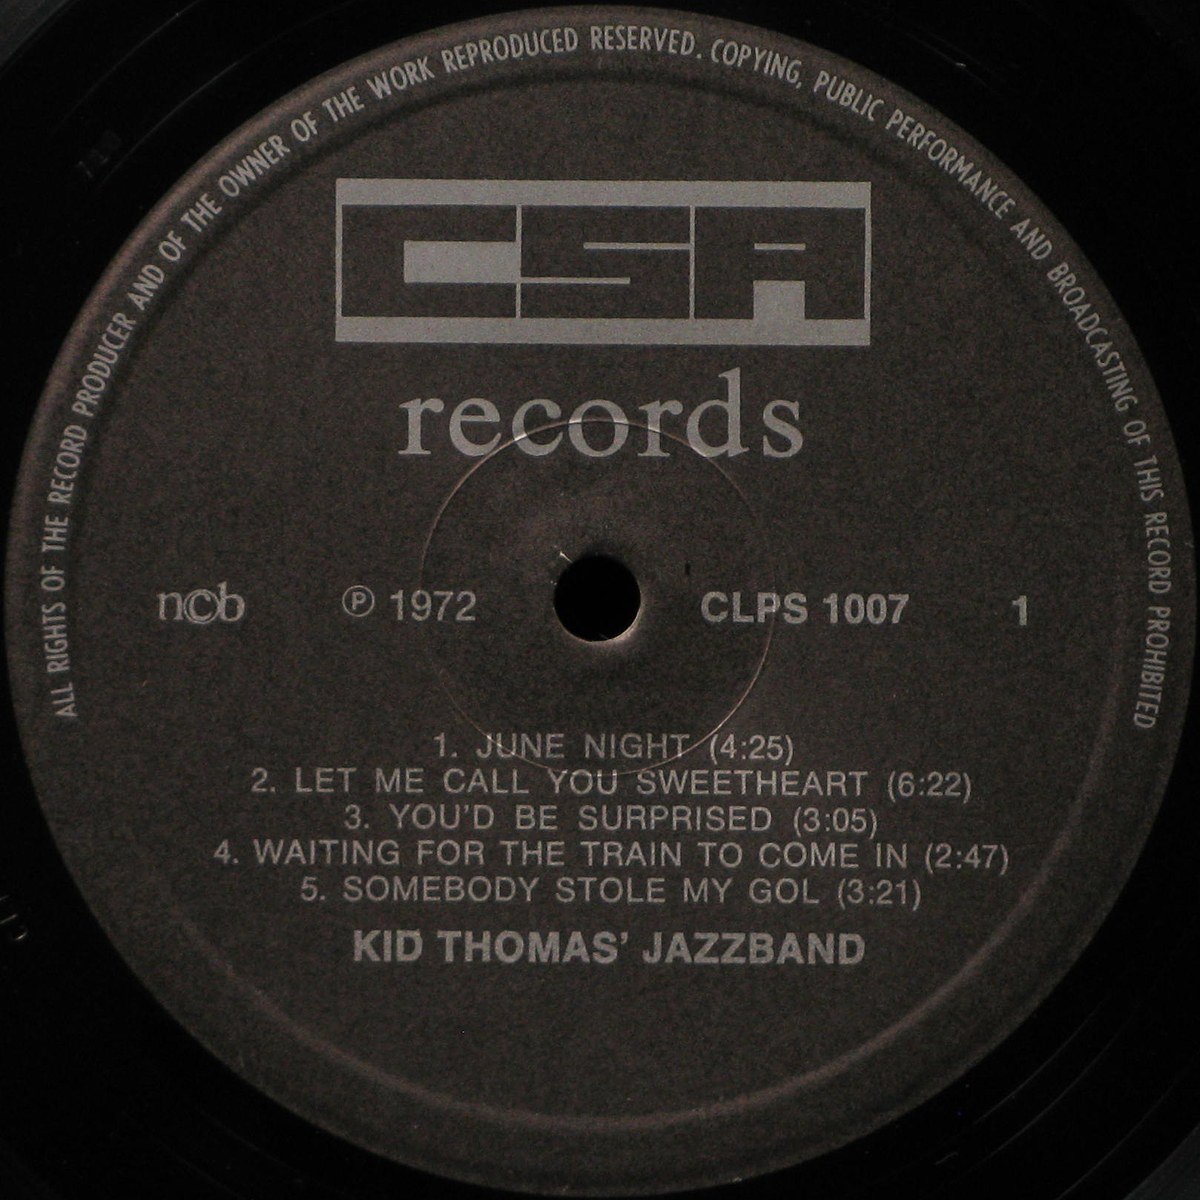 ALL RIGHTS OF THE RECORD PRODUCER AND OF THE OWNER OF THE WORK REPRODUCED RESERVED. COPYING, PUBLIC PERFORMANCE AND BROADCASTING OF THIS RECORD PROHIBITED
CSA
records
n©b ℗ 1972 CLPS 1007 1
1. JUNE NIGHT (4:25)
2. LET ME CALL YOU SWEETHEART (6:22)
3. YOU'D BE SURPRISED (3:05)
4. WAITING FOR THE TRAIN TO COME IN (2:47)
5. SOMEBODY STOLE MY GOL (3:21)
KID THOMAS' JAZZBAND